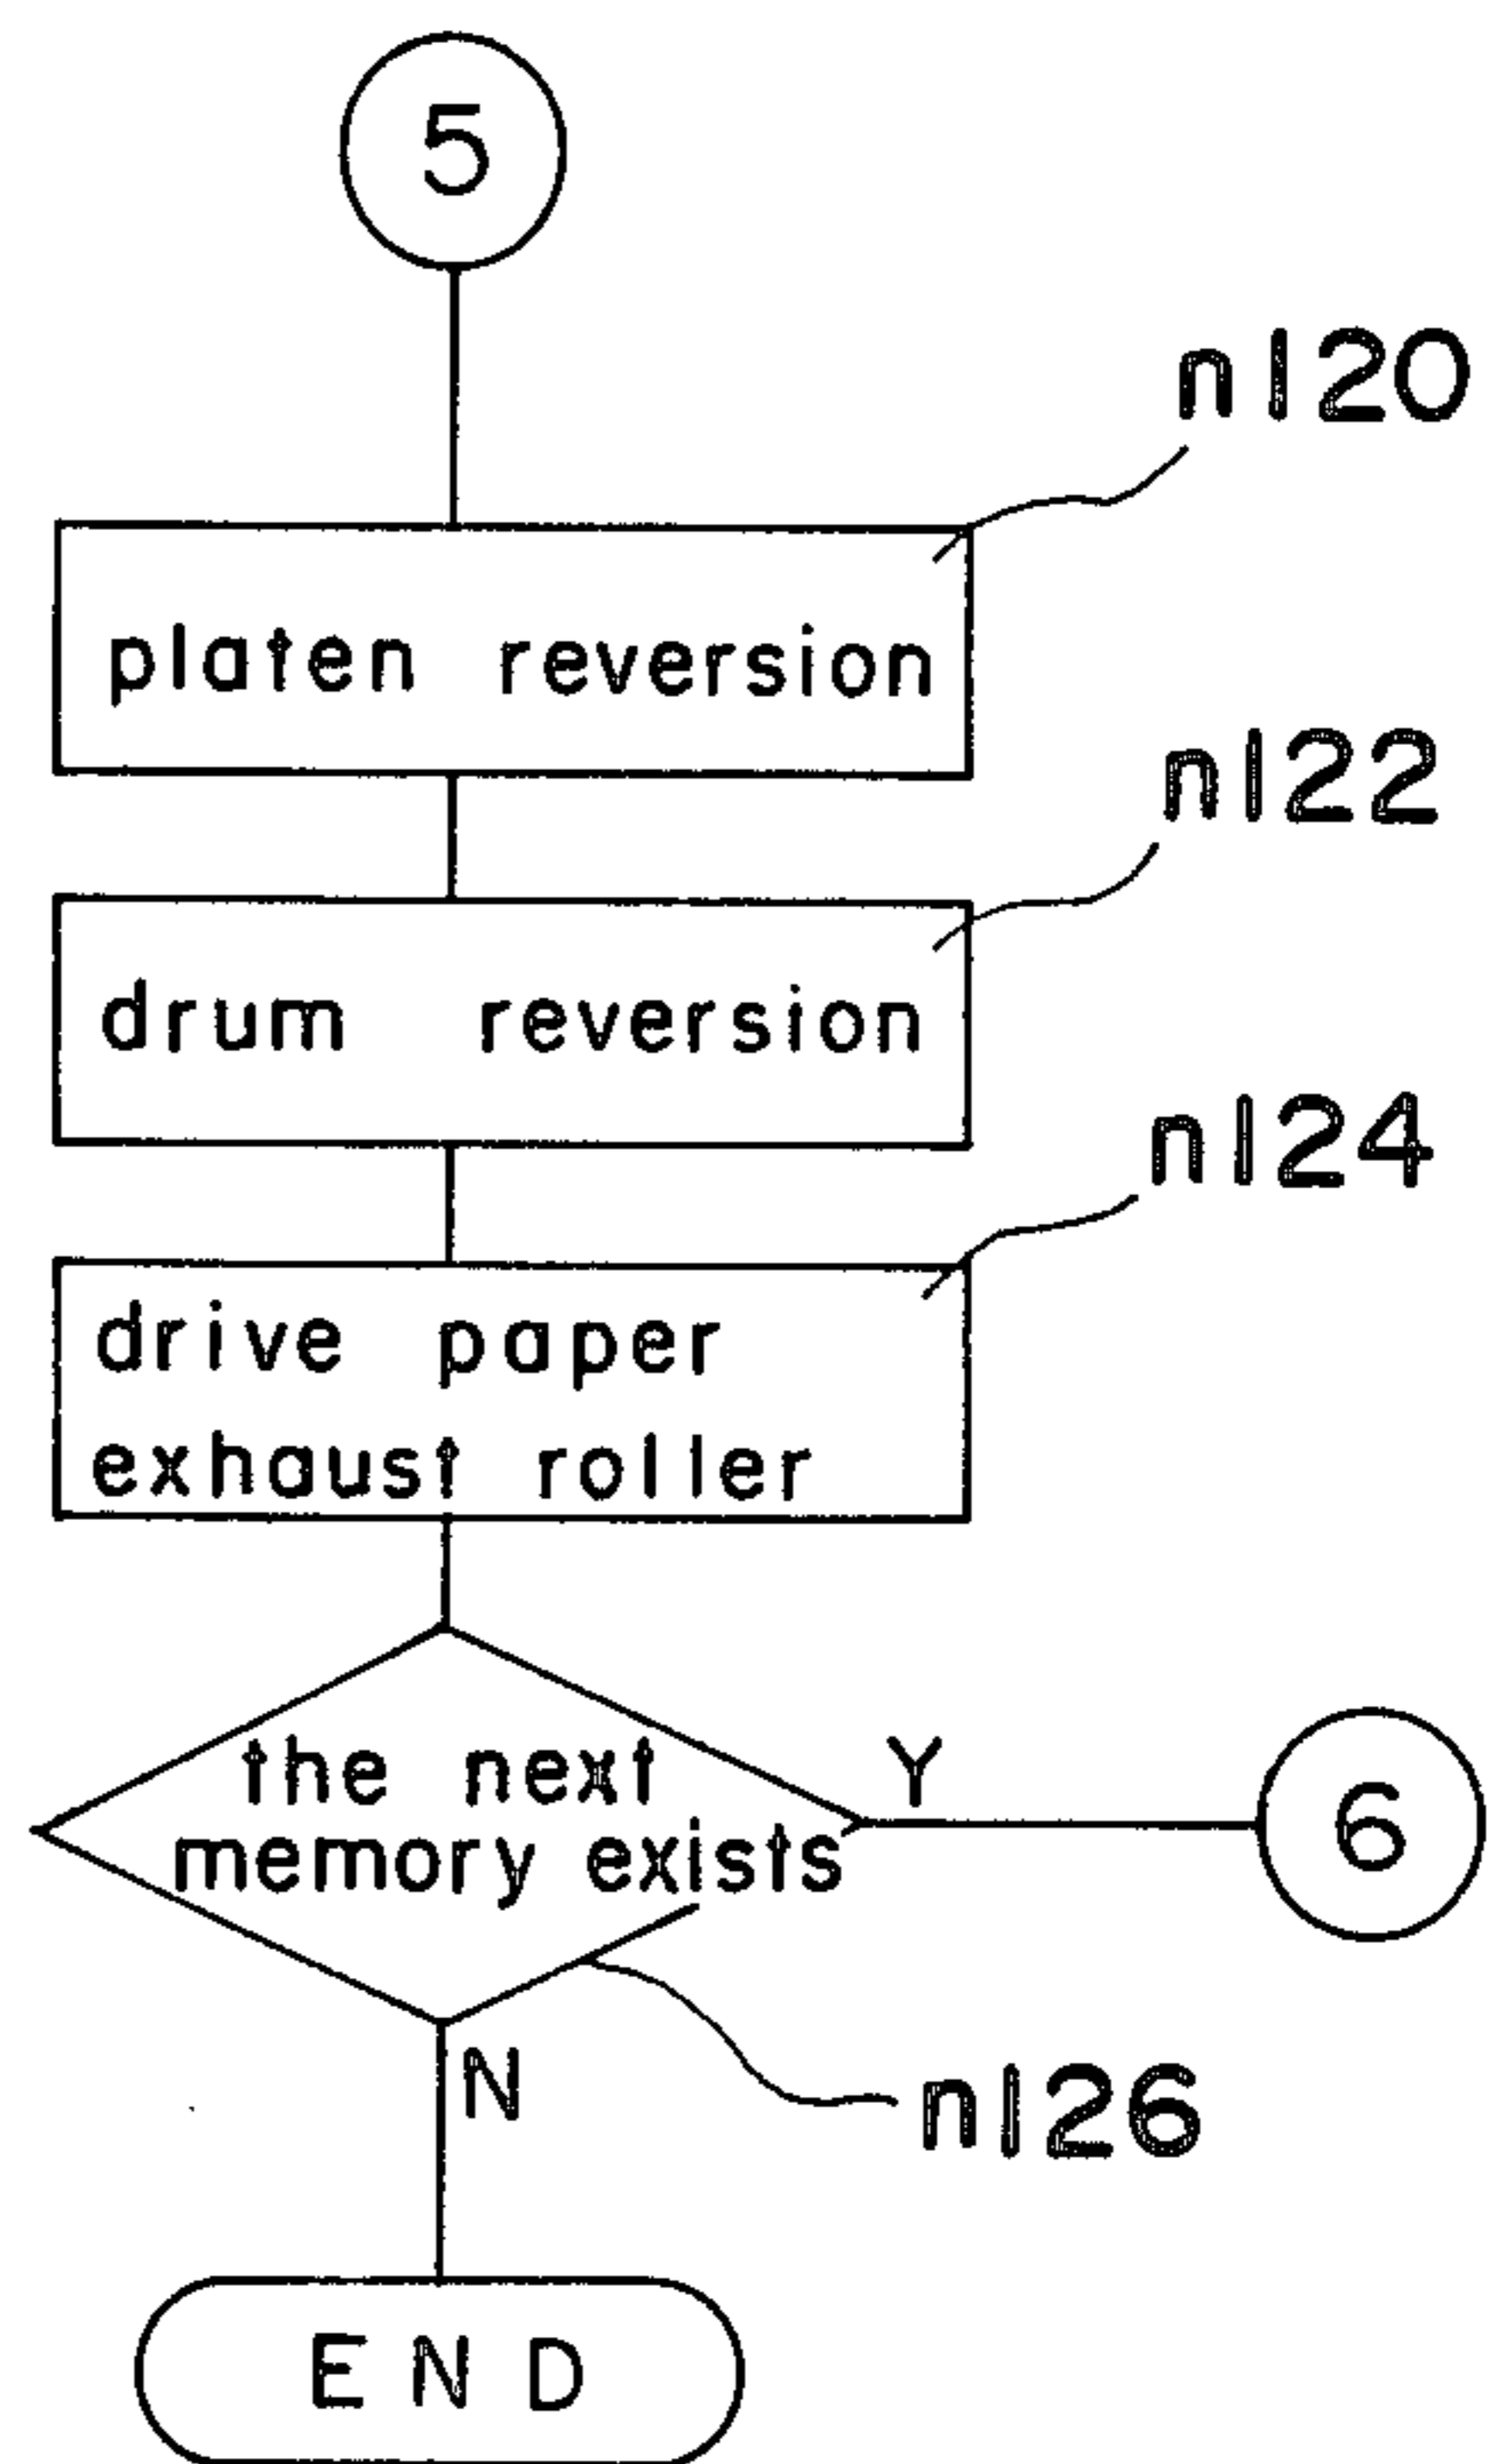 5
n120
platen reversion
n122
drum reversion
n124
drive paper
exhaust roller
the next
memory exists
Y
6
N
n126
END